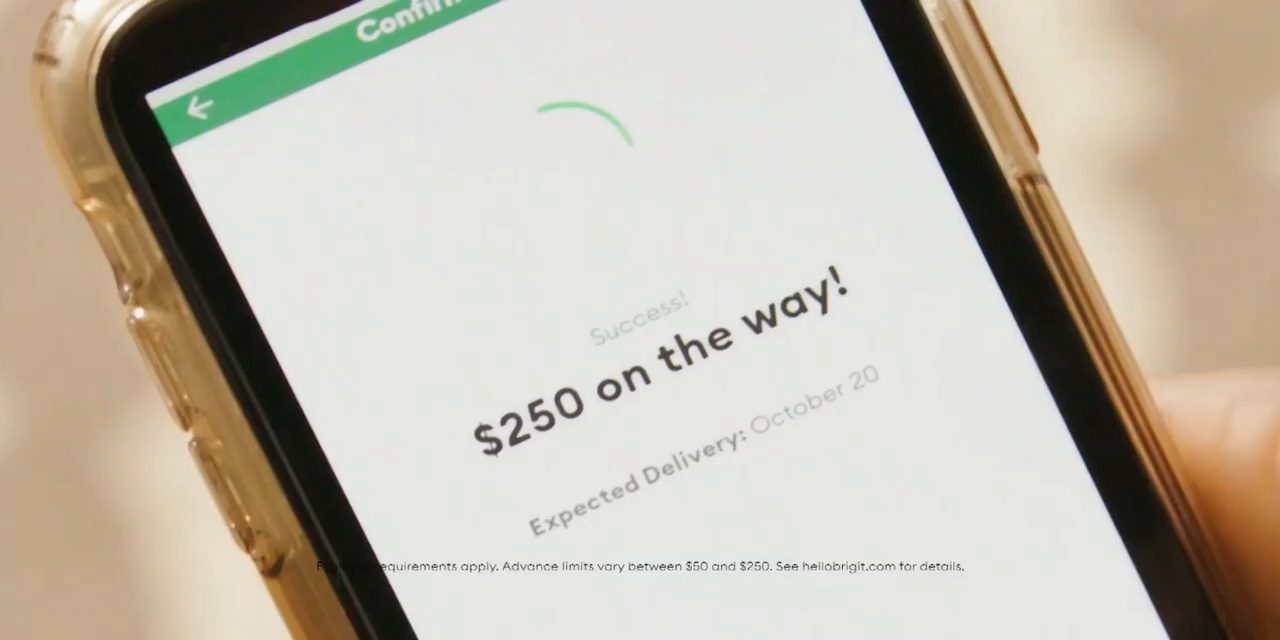 Success!
$250 on the way!
Expected Delivery: October 20
requirements apply. Advance limits vary between $50 and $250. See hellobrigit.com for details.